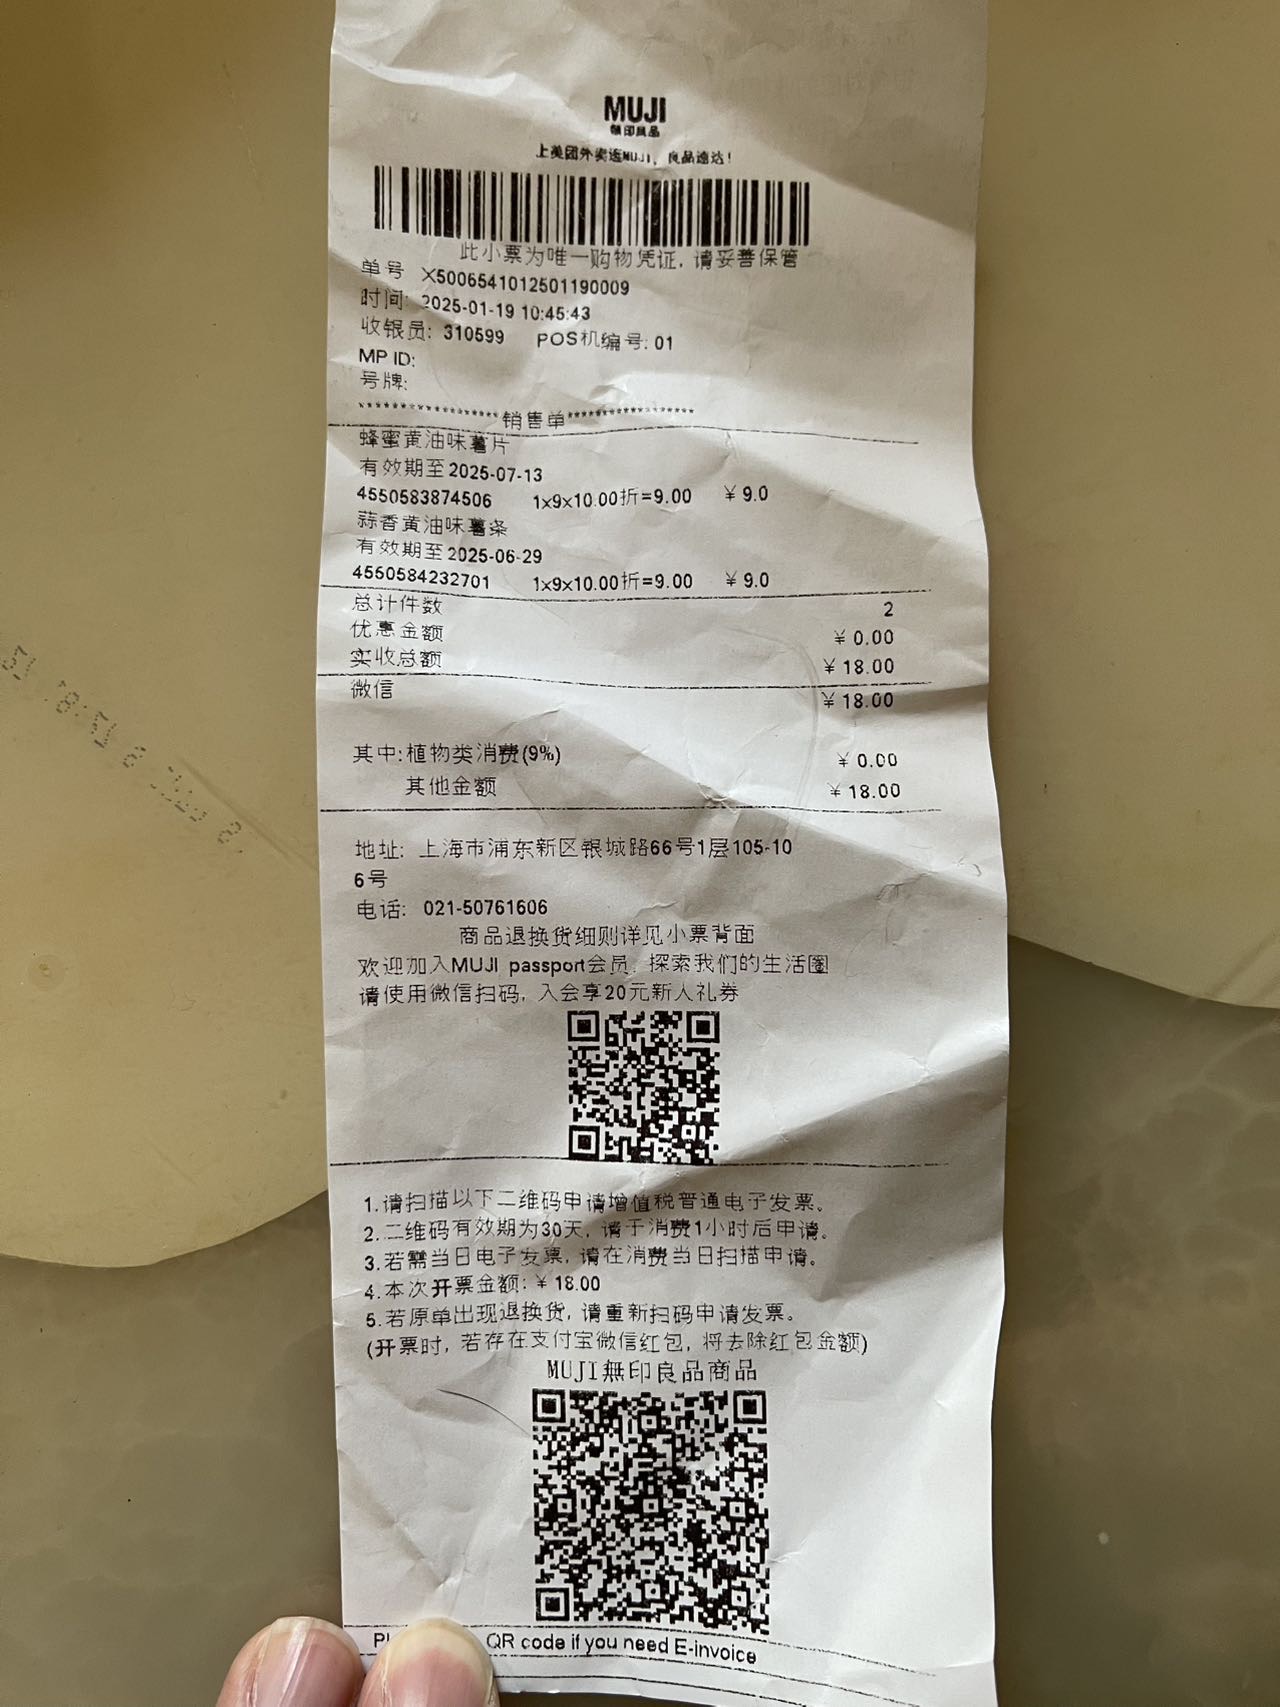 MUJI
無印良品
上美团外卖逛MUJI，良品速达！
此小票为唯一购物凭证，请妥善保管
单号 X5006541012501190009
时间: 2025-01-19 10:45:43
收银员: 310599 POS机编号: 01
MP ID:
号牌:
********************销售单******************
蜂蜜黄油味薯片
有效期至2025-07-13
4550583874506 1x9x10.00折=9.00 ¥9.0
蒜香黄油味薯条
有效期至2025-06-29
4550584232701 1x9x10.00折=9.00 ¥9.0
总计件数 2
优惠金额 ¥0.00
实收总额 ¥18.00
微信 ¥18.00
其中:植物类消费(9%) ¥0.00
其他金额 ¥18.00
地址: 上海市浦东新区银城路66号1层105-10
6号
电话: 021-50761606
商品退换货细则详见小票背面
欢迎加入MUJI passport会员，探索我们的生活圈
请使用微信扫码，入会享20元新人礼券
1.请扫描以下二维码申请增值税普通电子发票。
2.二维码有效期为30天，请于消费1小时后申请。
3.若需当日电子发票，请在消费当日扫描申请。
4.本次开票金额: ¥18.00
5.若原单出现退换货，请重新扫码申请发票。
(开票时，若存在支付宝微信红包，将去除红包金额)
MUJI無印良品商品
QR code if you need E-invoice